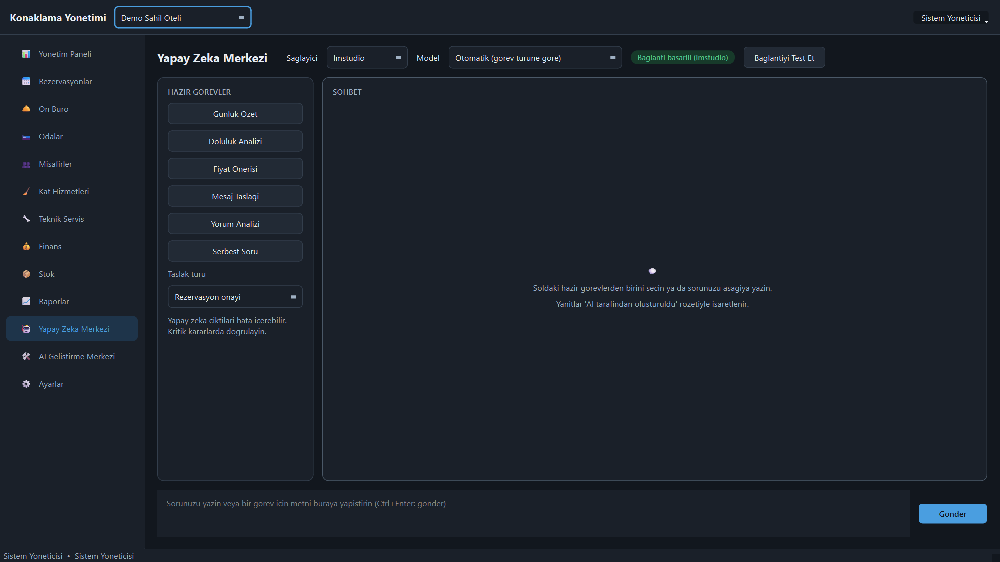 Konaklama Yonetimi
Demo Sahil Oteli
Sistem Yoneticisi
Yonetim Paneli
Rezervasyonlar
On Buro
Odalar
Misafirler
Kat Hizmetleri
Teknik Servis
Finans
Stok
Raporlar
Yapay Zeka Merkezi
AI Gelistirme Merkezi
Ayarlar
Yapay Zeka Merkezi
Saglayici
lmstudio
Model
Otomatik (gorev turune gore)
Baglanti basarili (lmstudio)
Baglantiyi Test Et
HAZIR GOREVLER
Gunluk Ozet
Doluluk Analizi
Fiyat Onerisi
Mesaj Taslagi
Yorum Analizi
Serbest Soru
Taslak turu
Rezervasyon onayi
Yapay zeka ciktilari hata icerebilir.
Kritik kararlarda dogrulayin.
SOHBET
Soldaki hazir gorevlerden birini secin ya da sorunuzu asagiya yazin.
Yanitlar 'AI tarafindan olusturuldu' rozetiyle isaretlenir.
Sorunuzu yazin veya bir gorev icin metni buraya yapistirin (Ctrl+Enter: gonder)
Gonder
Sistem Yoneticisi • Sistem Yoneticisi